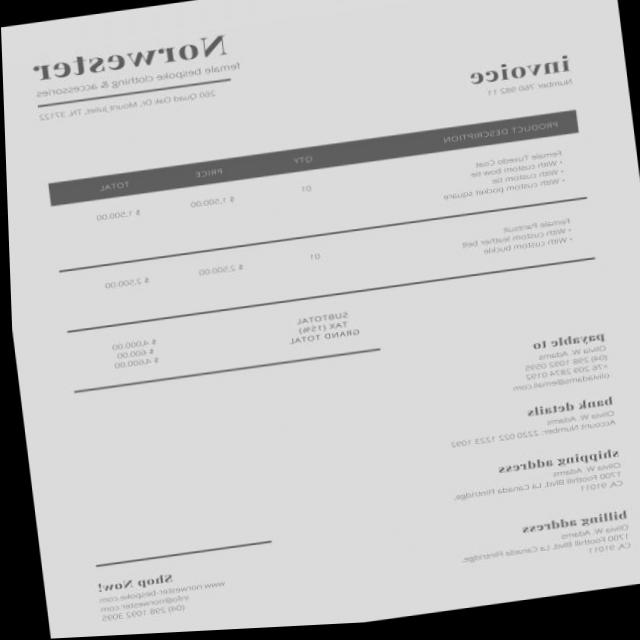 Norwester
female bespoke clothing & accessories
260 Quad Oak Dr, Mount Juliet, TN, 37122
invoice
Number 760 982 11
PRODUCT DESCRIPTION QTY PRICE TOTAL
Female Tuxedo Coat 01 $ 1,500.00 $ 1,500.00
• With custom bow tie
• With custom tie
• With custom pocket square
Female Pantsuit 01 $ 2,500.00 $ 2,500.00
• With custom leather belt
• With custom buckle
SUBTOTAL $ 4,000.00
TAX (15%) $ 600.00
GRAND TOTAL $ 4,600.00
payable to
Olivia W. Adams
(04) 298 1092 0595
+76 209 2874 0192
oliviadams@email.com
bank details
Olivia W. Adams
Account Number: 2220 022 1223 1092
shipping address
Olivia W. Adams
1700 Foothill Blvd, La Canada Flintridge,
CA, 91011
billing address
Olivia W. Adams
1700 Foothill Blvd, La Canada Flintridge,
CA, 91011
Shop Now!
www.norwester-bespoke.com
info@norwester.com
(04) 298 1092 3095